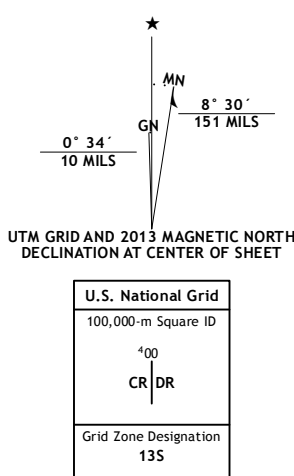 ★
MN
GN
8° 30´
151 MILS
0° 34´
10 MILS
UTM GRID AND 2013 MAGNETIC NORTH
DECLINATION AT CENTER OF SHEET
U.S. National Grid
100,000-m Square ID
⁴00
CR DR
Grid Zone Designation
13S